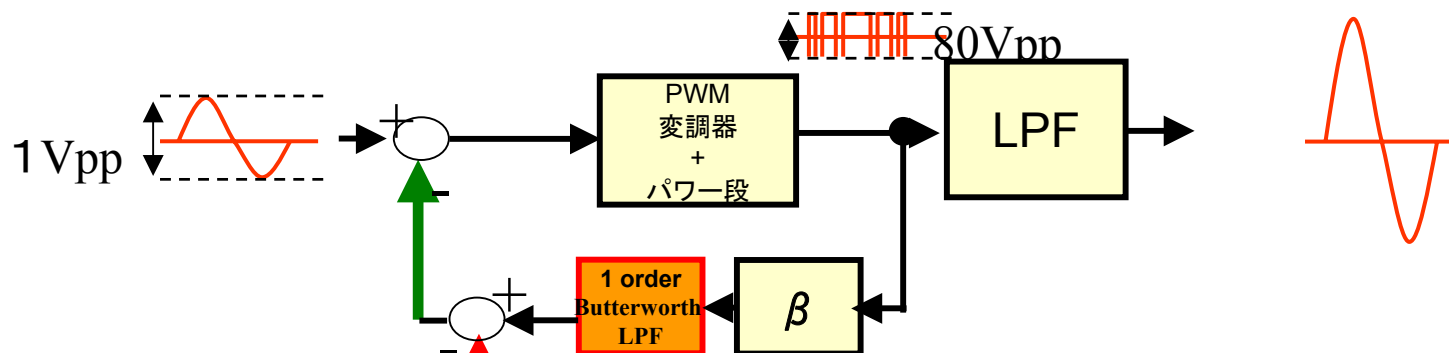 80Vpp
1Vpp
+
-
PWM
変調器
+
パワー段
LPF
+
-
1 order
Butterworth
LPF
β